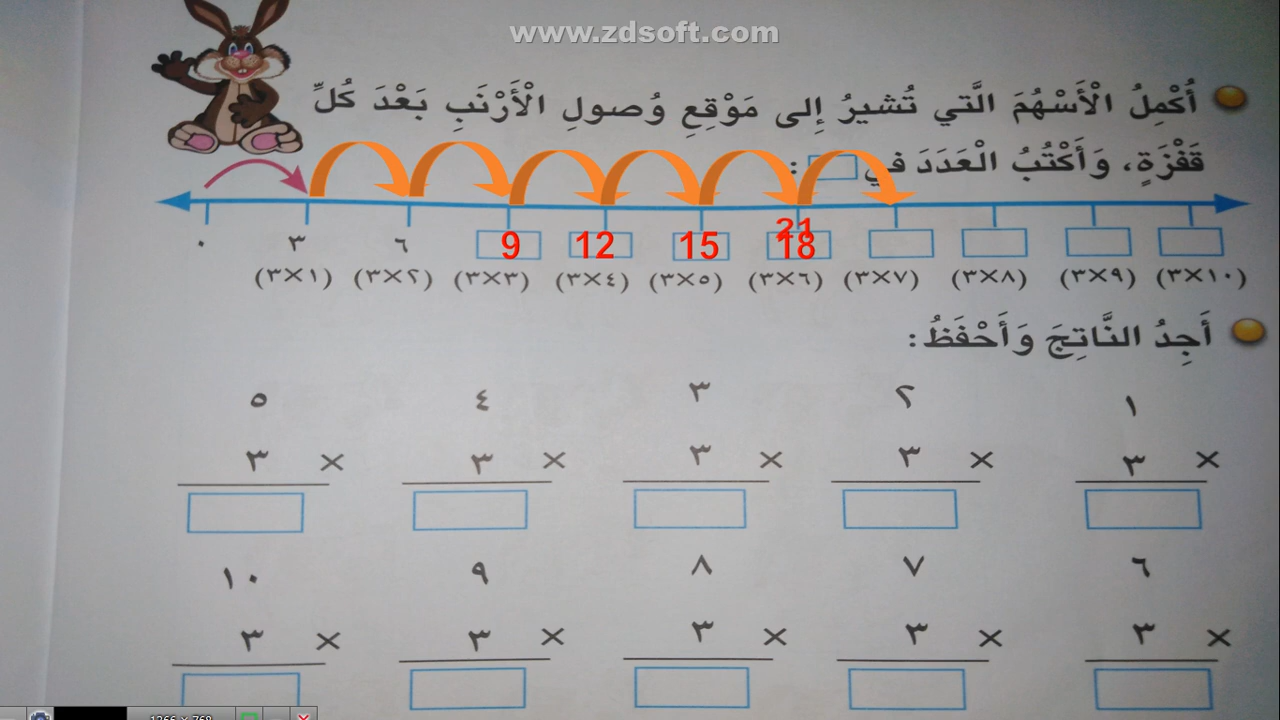 www.zdsoft.com
أُكْمِلُ الْأَسْهُمَ الَّتي تُشيرُ إِلى مَوْقِعِ وُصولِ الْأَرْنَبِ بَعْدَ كُلِّ
قَفْزَةٍ، وَأَكْتُبُ الْعَدَدَ في :
٠ ٣ ٦ 9 12 15 18 21
(٣×١) (٣×٢) (٣×٣) (٣×٤) (٣×٥) (٣×٦) (٣×٧) (٣×٨) (٣×٩) (٣×١٠)
أَجِدُ النَّاتِجَ وَأَحْفَظُ:
١ ٢ ٣ ٤ ٥
× ٣ × ٣ × ٣ × ٣ × ٣
٦ ٧ ٨ ٩ ١٠
× ٣ × ٣ × ٣ × ٣ × ٣